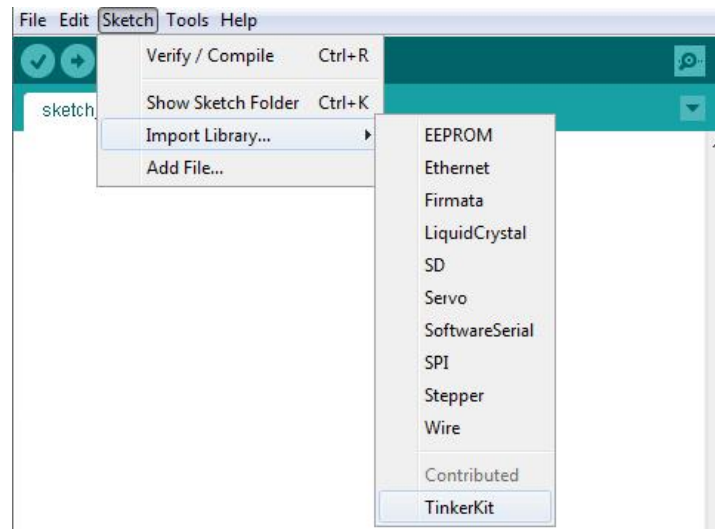 File Edit Sketch Tools Help
Verify / Compile Ctrl+R
sketch_
Show Sketch Folder Ctrl+K
Import Library...
Add File...
EEPROM
Ethernet
Firmata
LiquidCrystal
SD
Servo
SoftwareSerial
SPI
Stepper
Wire
Contributed
TinkerKit